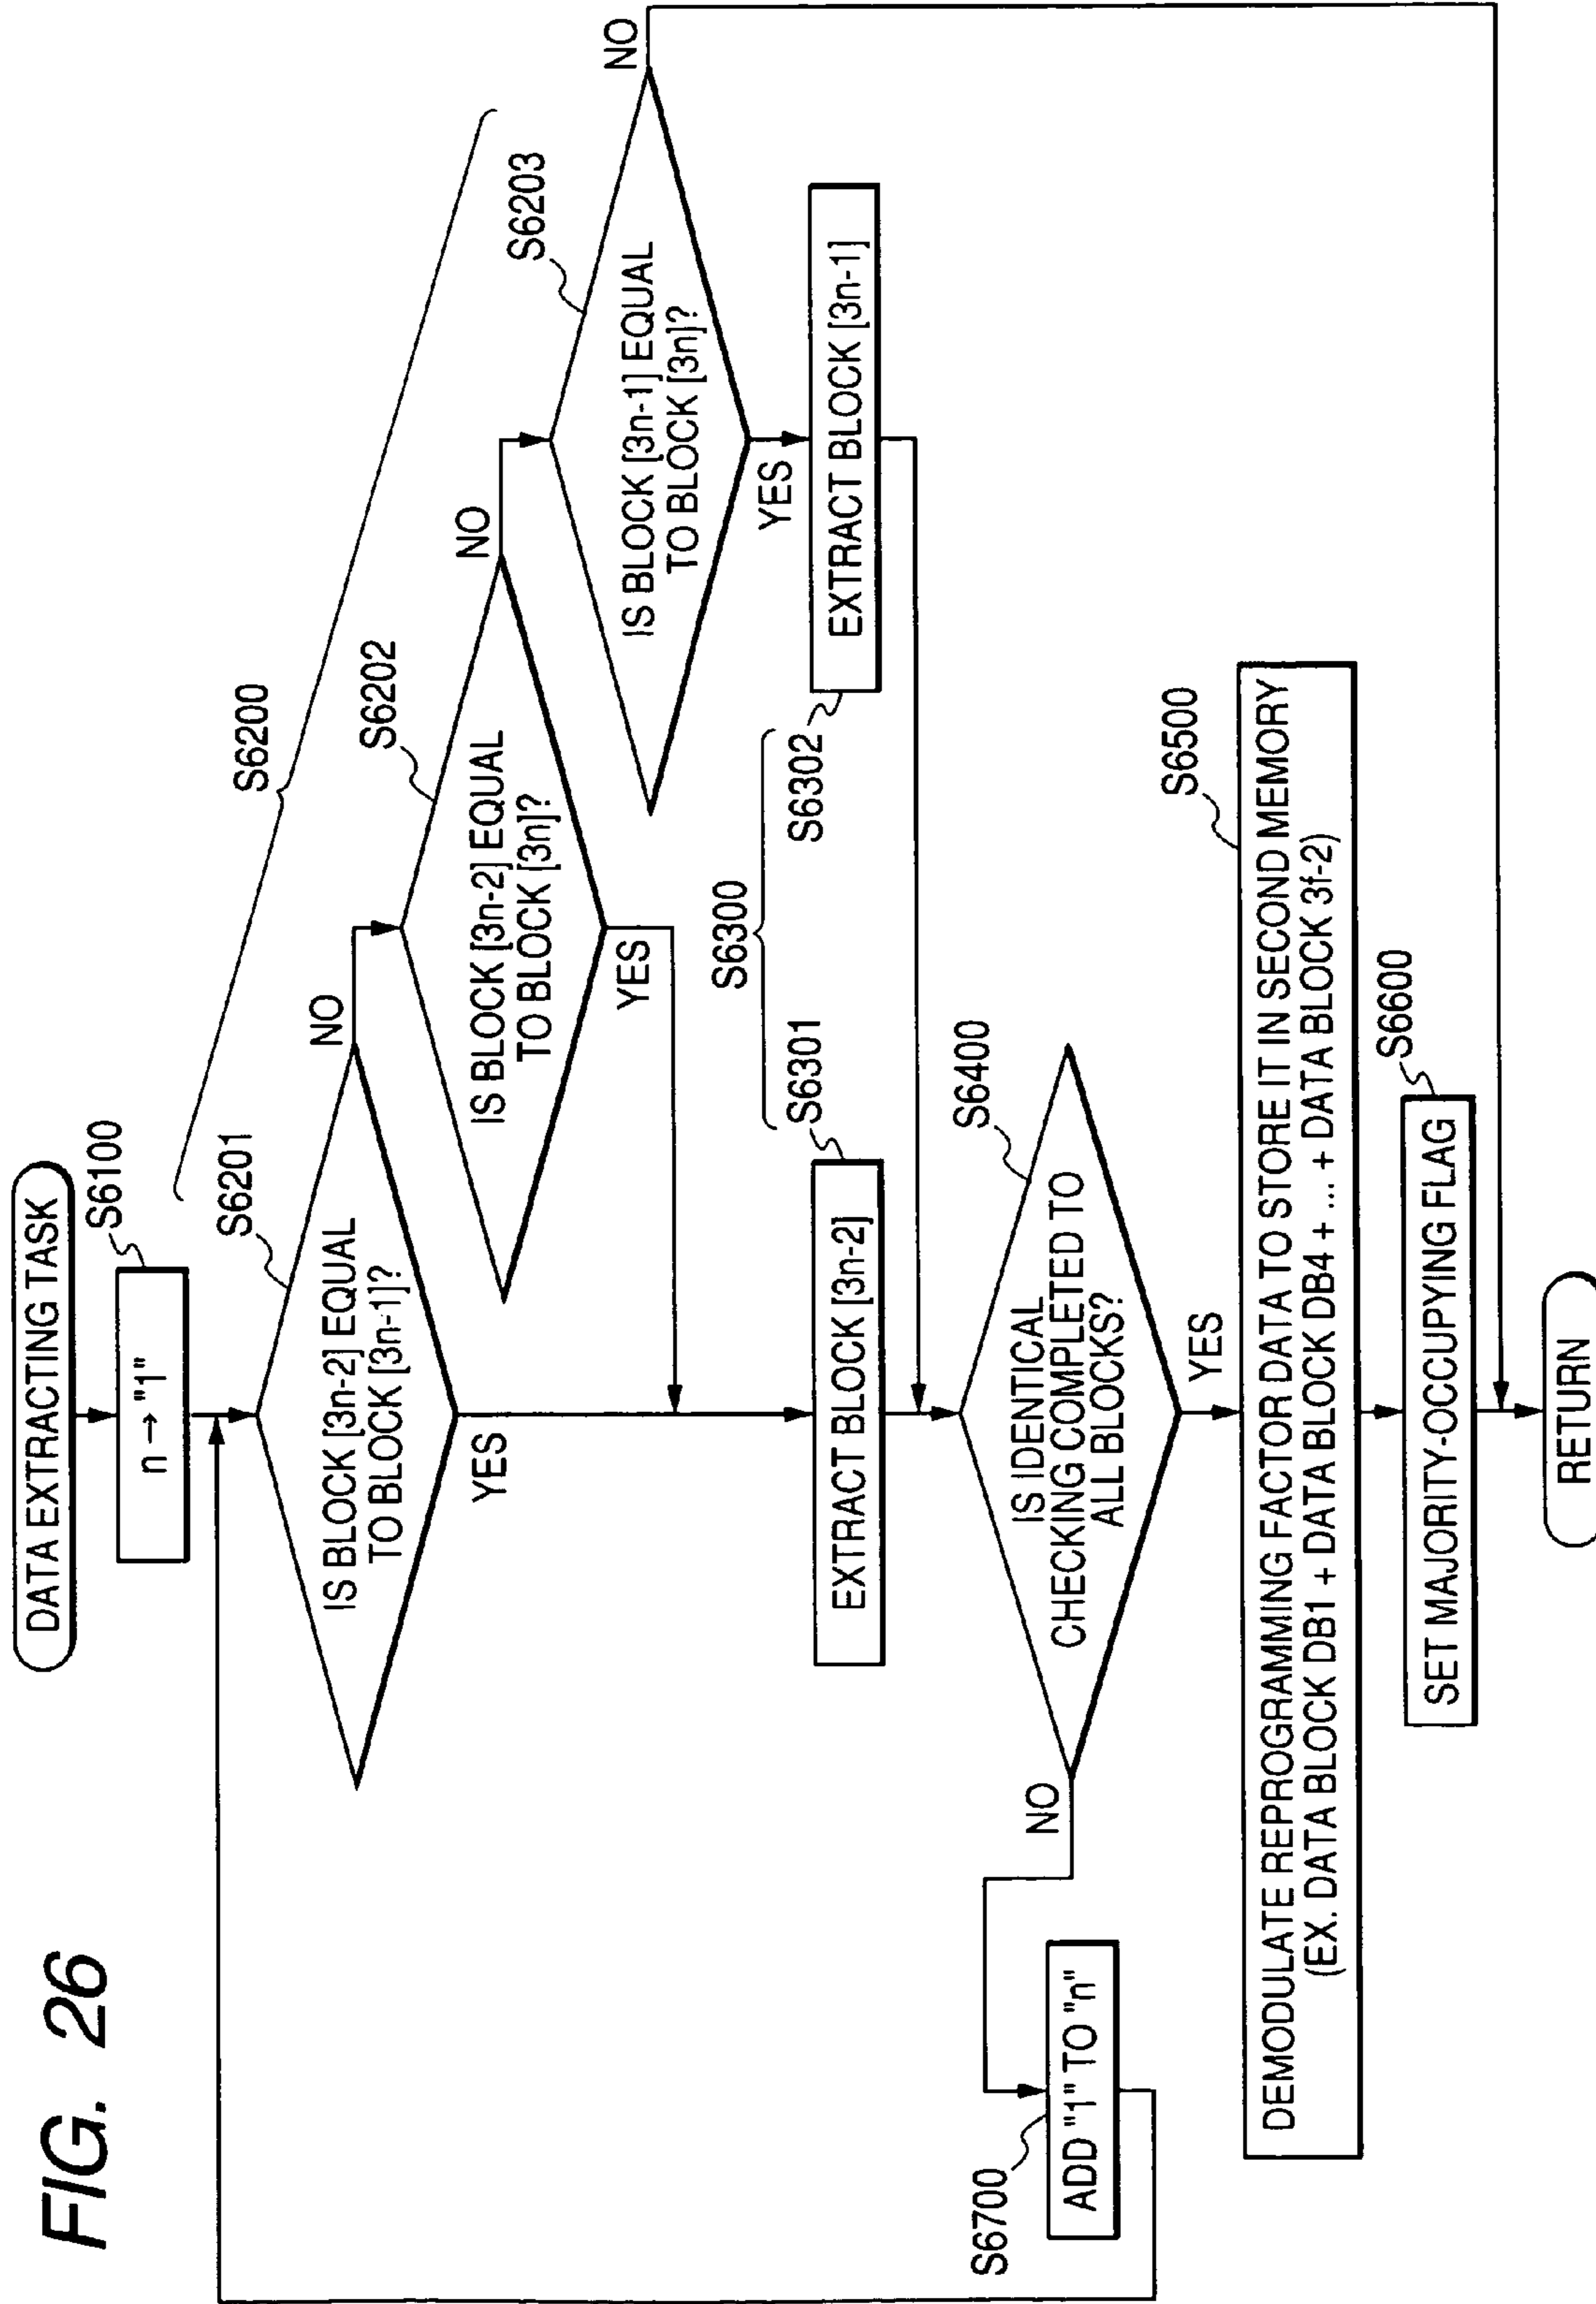 FIG. 26
DATA EXTRACTING TASK
S6100
n→"1"
S6200
S6201
IS BLOCK [3n-2] EQUAL
TO BLOCK [3n-1]?
NO
YES
S6202
IS BLOCK [3n-2] EQUAL
TO BLOCK [3n]?
NO
YES
S6203
IS BLOCK [3n-1] EQUAL
TO BLOCK [3n]?
NO
YES
S6300
S6301
EXTRACT BLOCK [3n-2]
S6302
EXTRACT BLOCK [3n-1]
S6400
IS IDENTICAL
CHECKING COMPLETED TO
ALL BLOCKS?
NO
YES
S6700
ADD "1" TO "n"
S6500
DEMODULATE REPROGRAMING FACTOR DATA TO STORE IT IN SECOND MEMORY
(EX. DATA BLOCK DB1 + DATA BLOCK DB4 + ... + DATA BLOCK 3f-2)
S6600
SET MAJORITY-OCCUPYING FLAG
RETURN